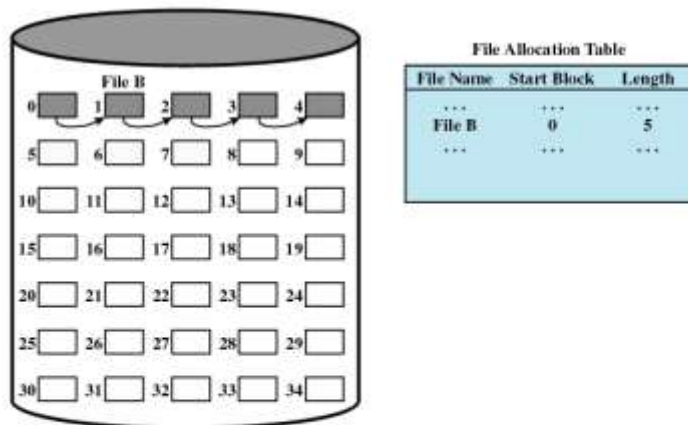 File B
0 1 2 3 4
5 6 7 8 9
10 11 12 13 14
15 16 17 18 19
20 21 22 23 24
25 26 27 28 29
30 31 32 33 34
File Allocation Table
File Name Start Block Length
... ... ...
File B 0 5
... ... ...